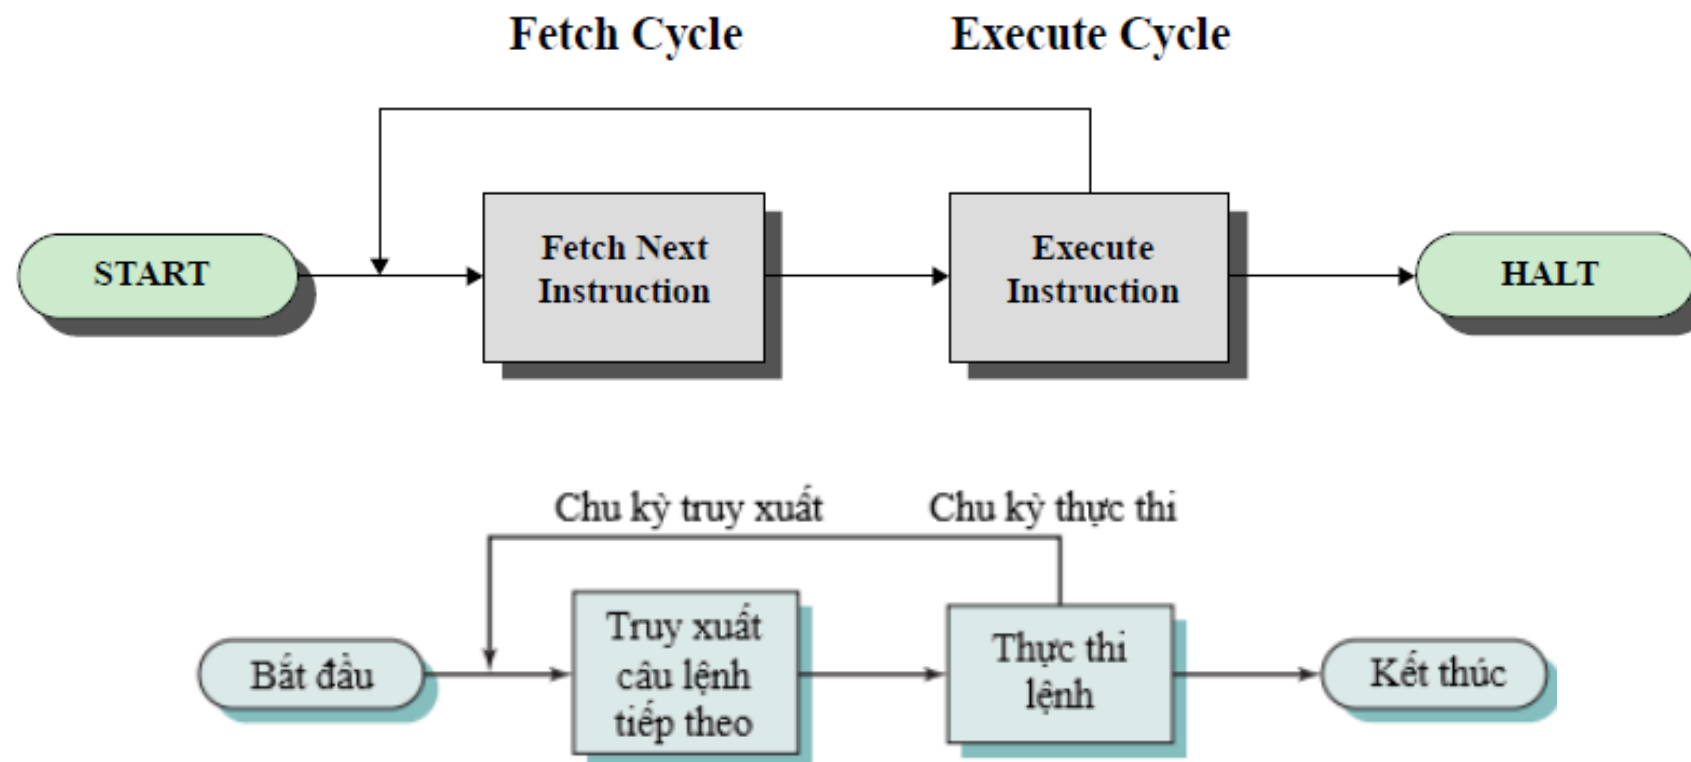 Fetch Cycle
Execute Cycle
START
Fetch Next
Instruction
Execute
Instruction
HALT
Chu kỳ truy xuất
Chu kỳ thực thi
Bắt đầu
Truy xuất
câu lệnh
tiếp theo
Thực thi
lệnh
Kết thúc